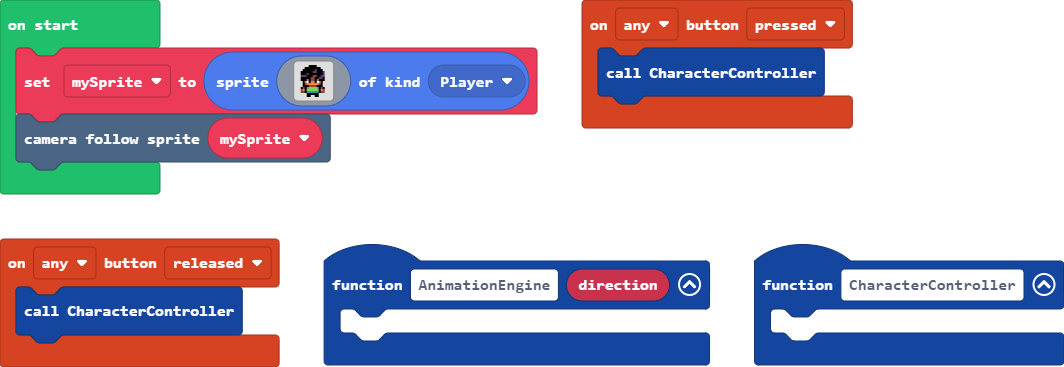 on start
set mySprite to sprite of kind Player
camera follow sprite mySprite
on any button pressed
call CharacterController
on any button released
call CharacterController
function AnimationEngine direction
function CharacterController